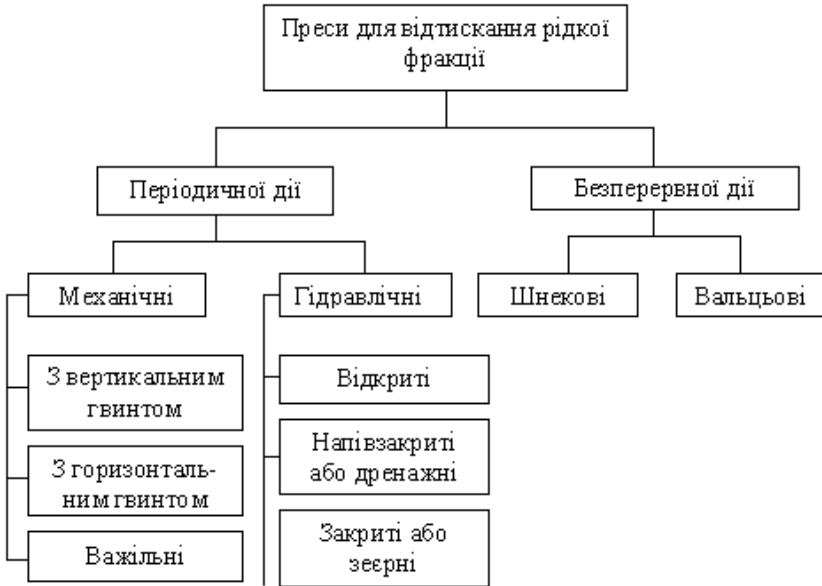 Преси для відтискання рідкої
фракції
Періодичної дії
Безперервної дії
Механічні
Гідравлічні
Шнекові
Вальцьові
З вертикальним
гвинтом
Відкриті
З горизонталь-
ним гвинтом
Напівзакриті
або дренажні
Важільні
Закриті або
зеєрні